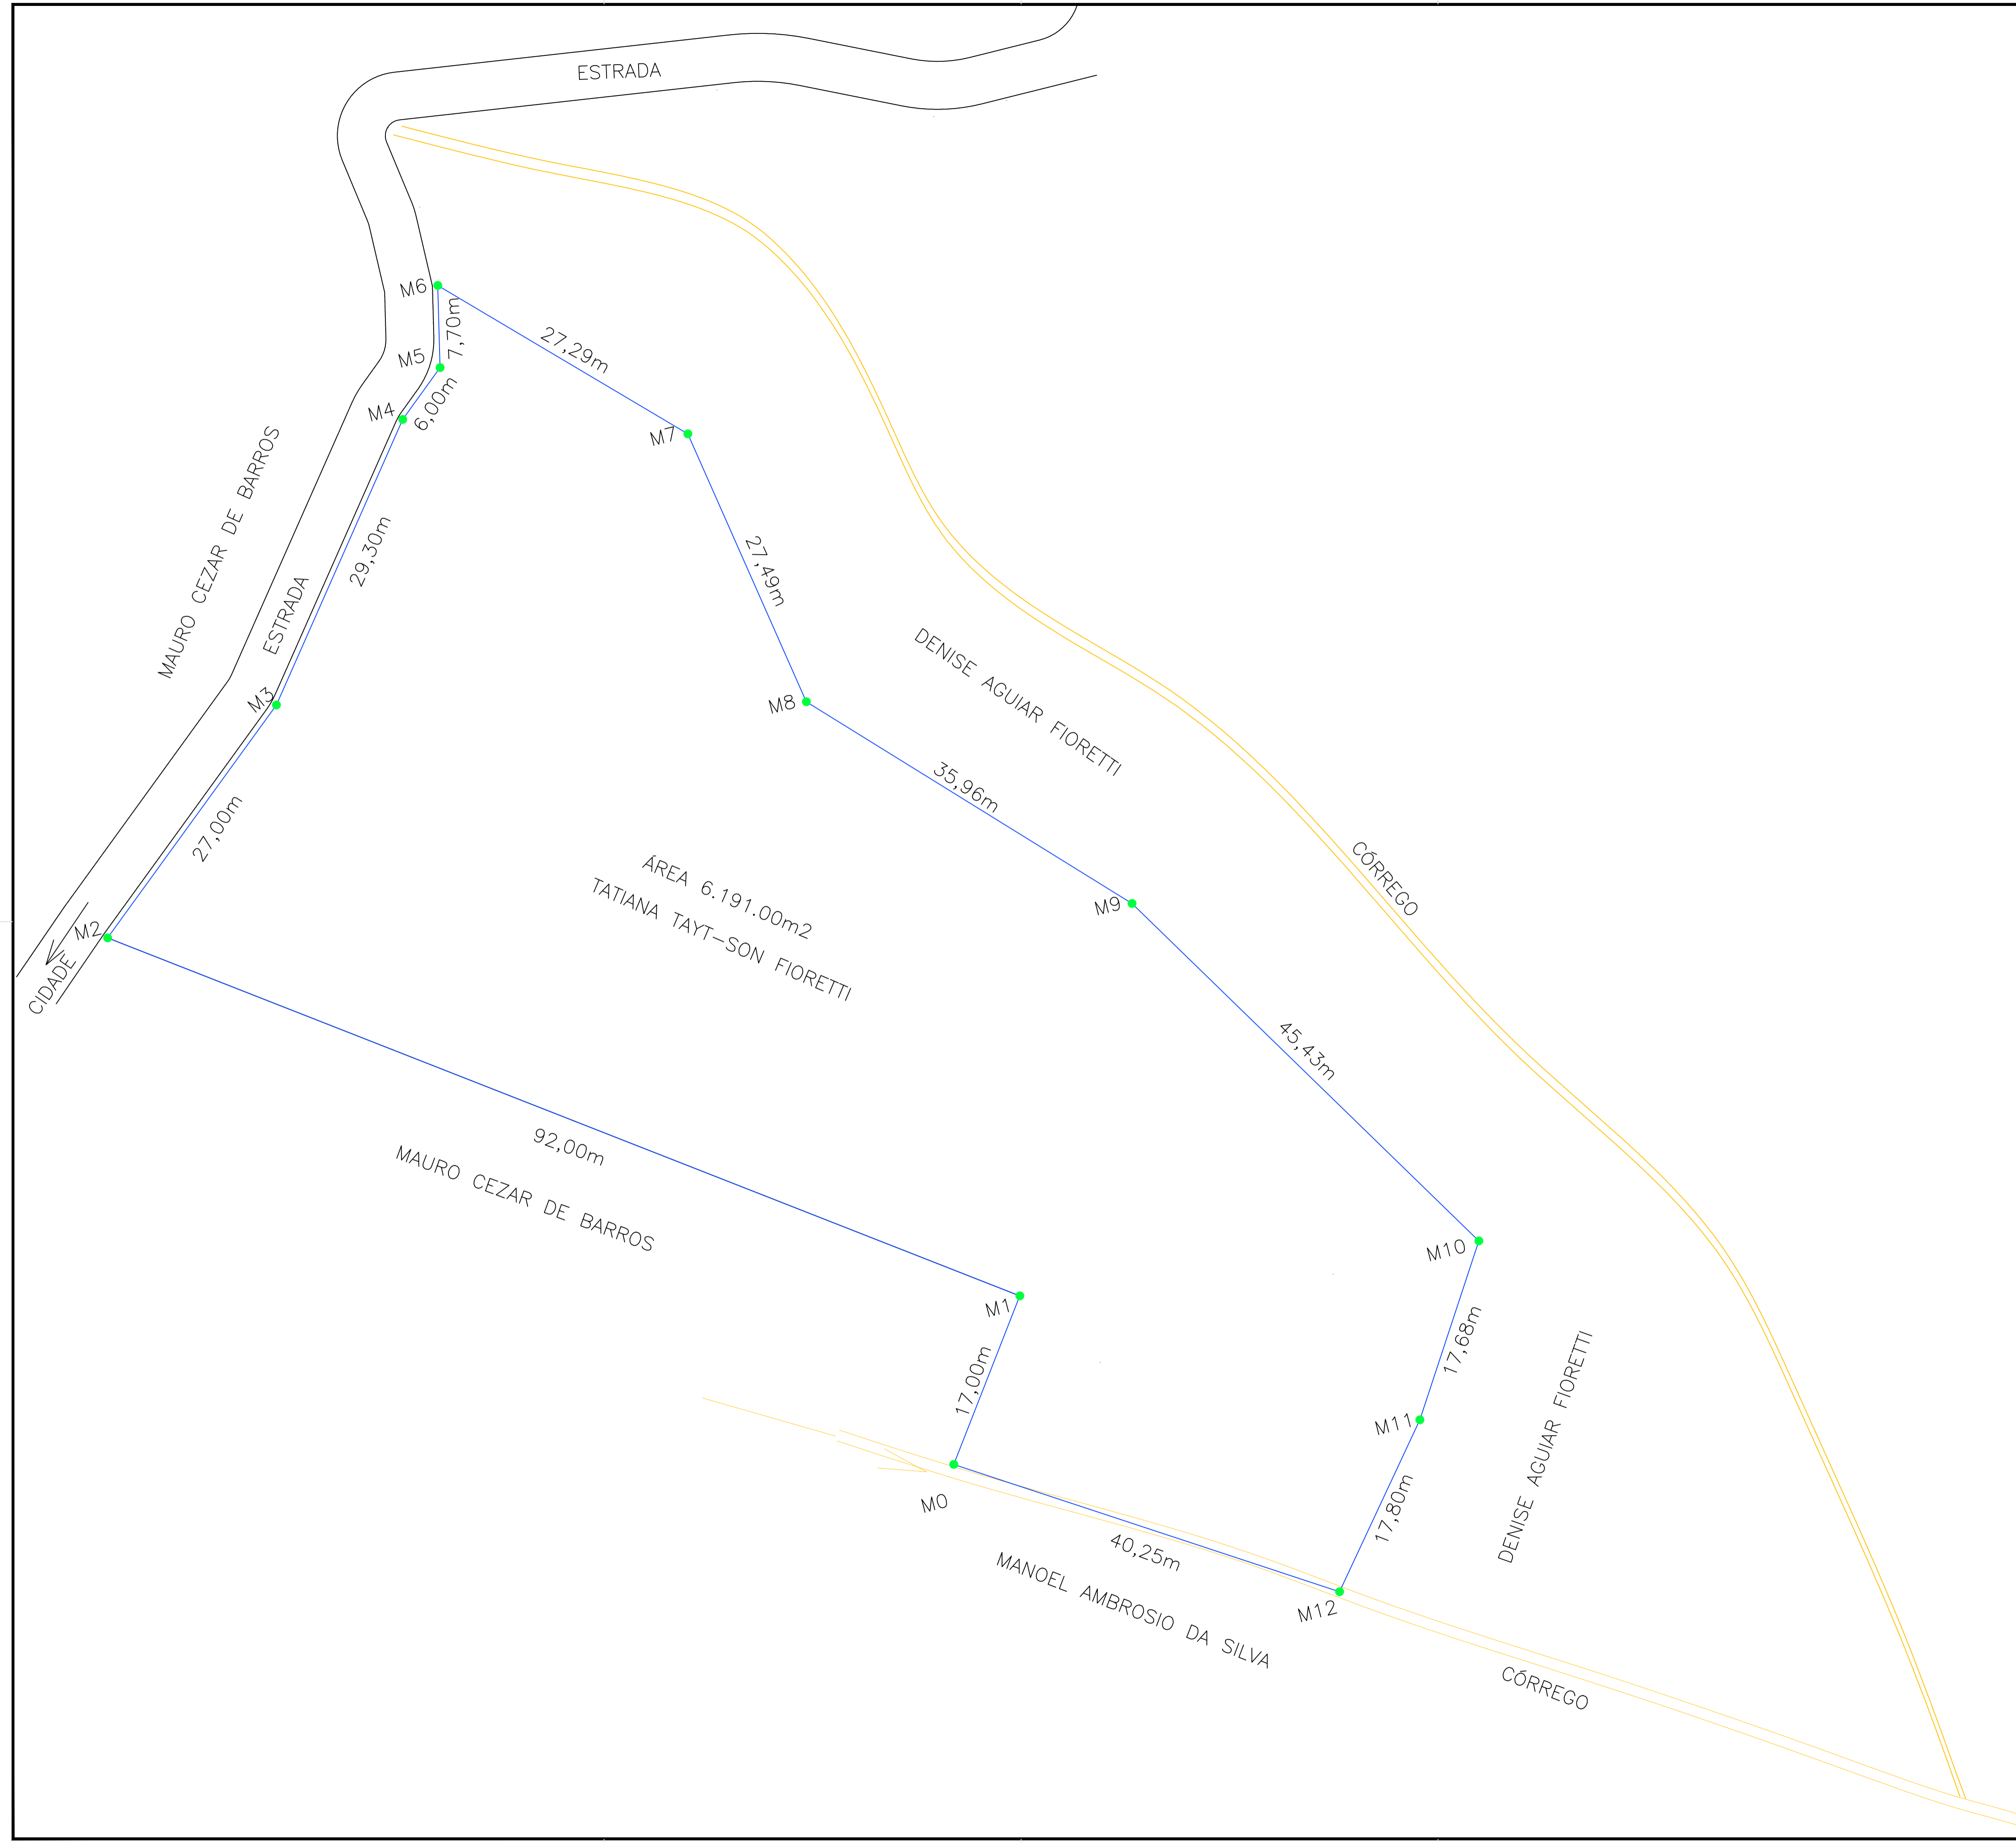 ESTRADA
M6
7,70m
27,29m
M5
M4
6,00m
M7
MAURO CEZAR DE BARROS
29,30m
27,49m
ESTRADA
DENISE AGUIAR FIORETTI
M3
M8
35,96m
27,00m
CÓRREGO
ÁREA 6.191.00m2
TATIANA TAYT-SON FIORETTI
M9
M2
CIDADE
45,43m
92,00m
MAURO CEZAR DE BARROS
M10
M1
17,68m
17,00m
DENISE AGUIAR FIORETTI
M11
M0
17,80m
40,25m
MANOEL AMBROSIO DA SILVA
M12
CÓRREGO